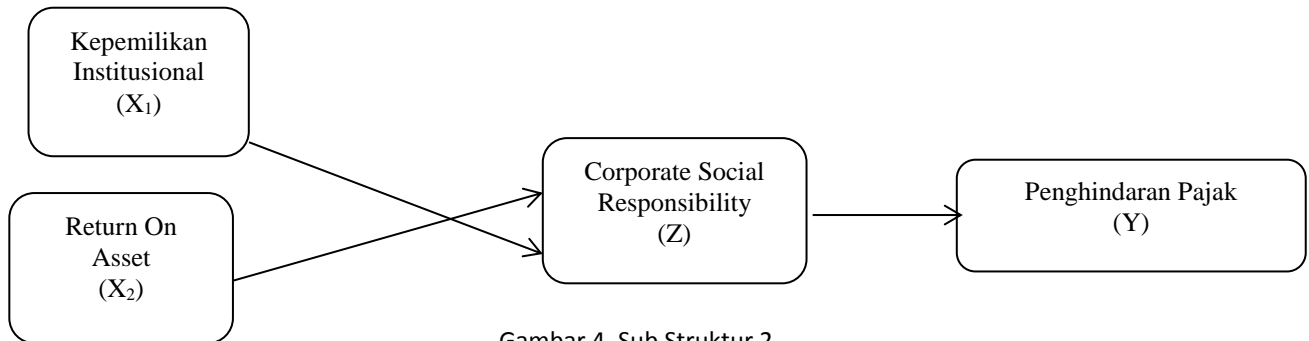 Kepemilikan
Institusional
(X₁)
Return On
Asset
(X₂)
Corporate Social
Responsibility
(Z)
Penghindaran Pajak
(Y)
Gambar 4. Sub Struktur 2